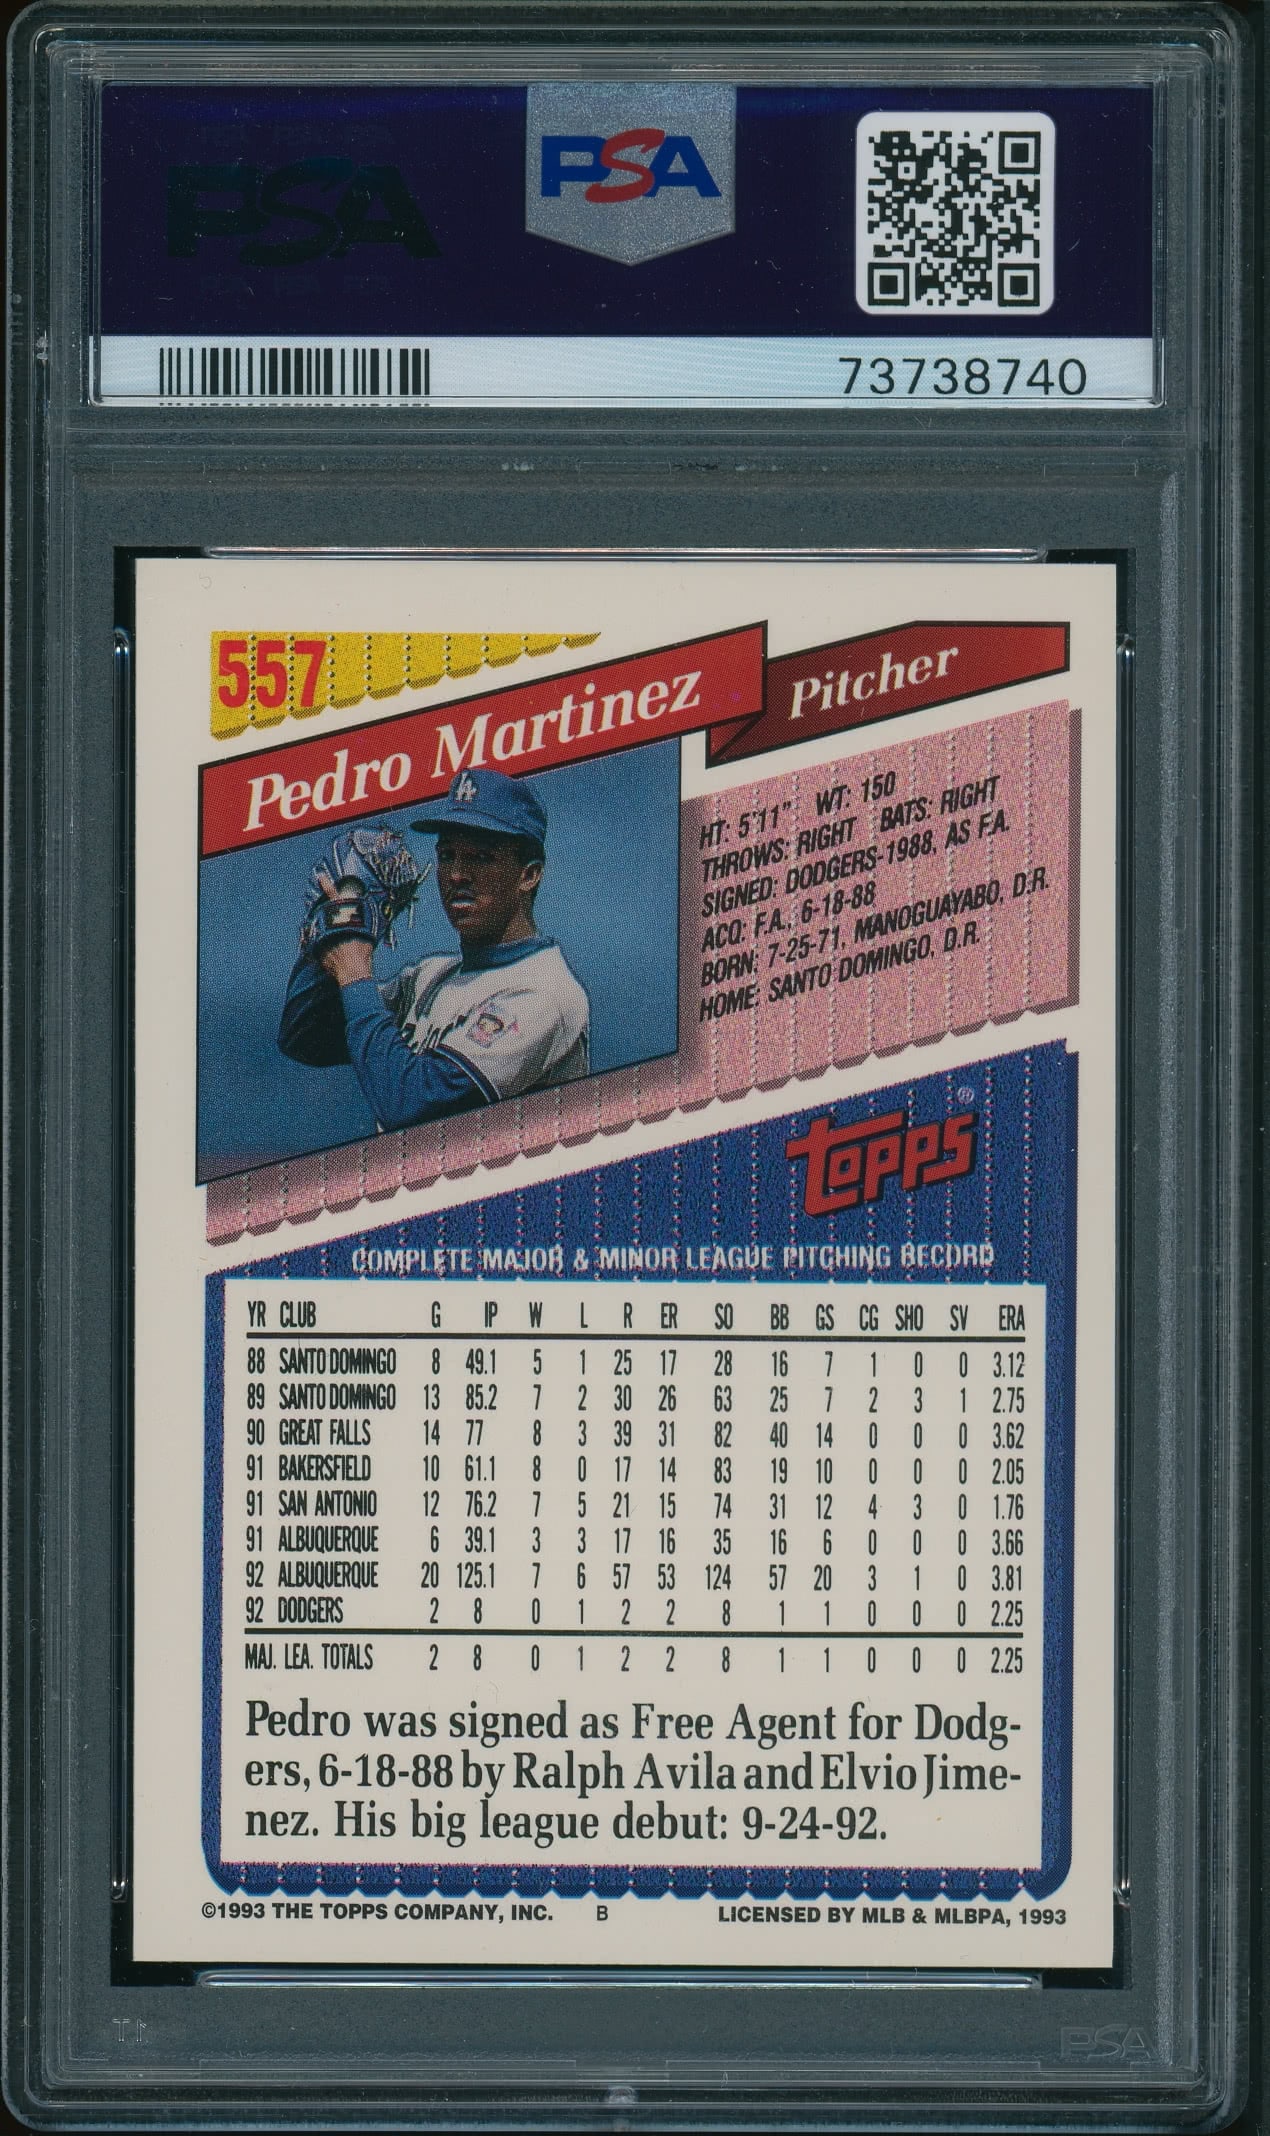 PSA
PSA
73738740
557
Pedro Martinez
Pitcher
HT: 5'11" WT: 150
THROWS: RIGHT BATS: RIGHT
SIGNED: DODGERS-1988, AS F.A.
ACQ: F.A., 6-18-88
BORN: 7-25-71, MANOGUAYABO, D.R.
HOME: SANTO DOMINGO, D.R.
LA
TOPPS®
COMPLETE MAJOR & MINOR LEAGUE PITCHING RECORD
YR CLUB G IP W L R ER SO BB GS CG SHO SV ERA
88 SANTO DOMINGO 8 49.1 5 1 25 17 28 16 7 1 0 0 3.12
89 SANTO DOMINGO 13 85.2 7 2 30 26 63 25 7 2 3 1 2.75
90 GREAT FALLS 14 77 8 3 39 31 82 40 14 0 0 0 3.62
91 BAKERSFIELD 10 61.1 8 0 17 14 83 19 10 0 0 0 2.05
91 SAN ANTONIO 12 76.2 7 5 21 15 74 31 12 4 3 0 1.76
91 ALBUQUERQUE 6 39.1 3 3 17 16 35 16 6 0 0 0 3.66
92 ALBUQUERQUE 20 125.1 7 6 57 53 124 57 20 3 1 0 3.81
92 DODGERS 2 8 0 1 2 2 8 1 1 0 0 0 2.25
MAJ. LEA. TOTALS 2 8 0 1 2 2 8 1 1 0 0 0 2.25
Pedro was signed as Free Agent for Dodg-
ers, 6-18-88 by Ralph Avila and Elvio Jime-
nez. His big league debut: 9-24-92.
©1993 THE TOPPS COMPANY, INC. B LICENSED BY MLB & MLBPA, 1993
PSA